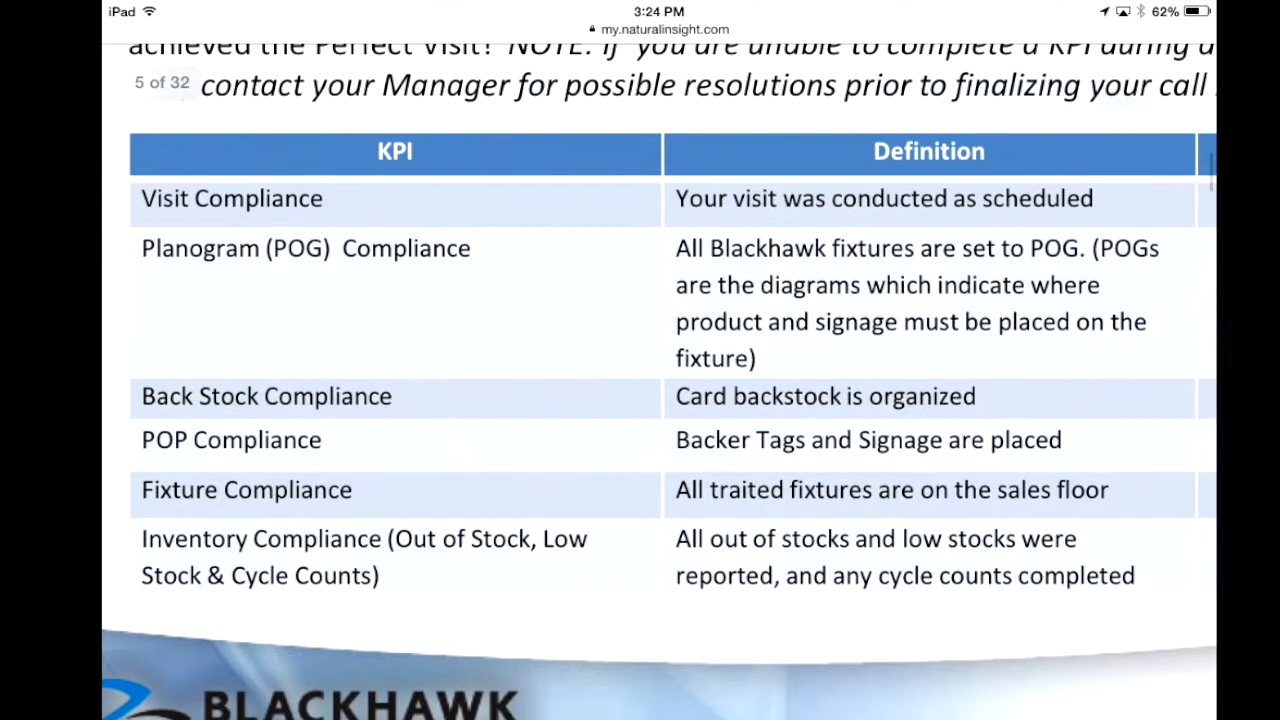 iPad 3:24 PM 62%
my.naturalinsight.com
achieved the Perfect Visit! NOTE: If you are unable to complete a KPI during a
5 of 32 contact your Manager for possible resolutions prior to finalizing your call
KPI Definition
Visit Compliance Your visit was conducted as scheduled
Planogram (POG) Compliance All Blackhawk fixtures are set to POG. (POGs
are the diagrams which indicate where
product and signage must be placed on the
fixture)
Back Stock Compliance Card backstock is organized
POP Compliance Backer Tags and Signage are placed
Fixture Compliance All traited fixtures are on the sales floor
Inventory Compliance (Out of Stock, Low All out of stocks and low stocks were
Stock & Cycle Counts) reported, and any cycle counts completed
BLACKHAWK